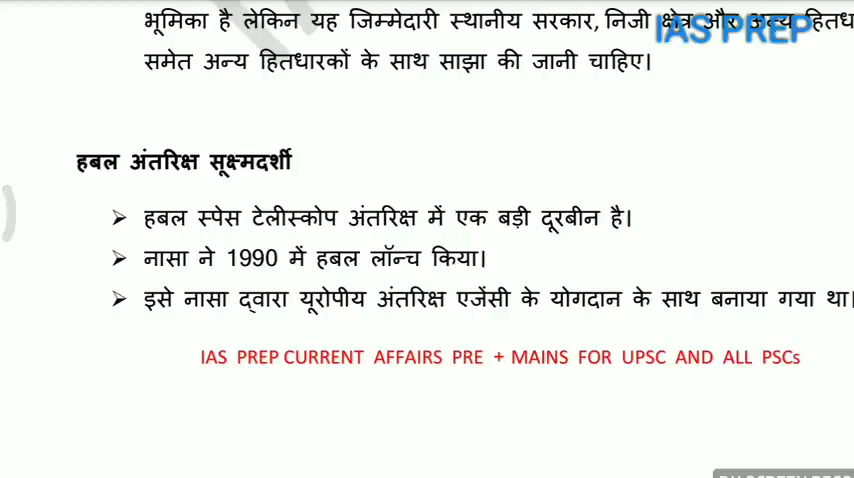 भूमिका है लेकिन यह जिम्मेदारी स्थानीय सरकार, निजी क्षेत्र और अन्य
IAS PREP
समेत अन्य हितधारकों के साथ साझा की जानी चाहिए।
हबल अंतरिक्ष सूक्ष्मदर्शी
➢ हबल स्पेस टेलीस्कोप अंतरिक्ष में एक बड़ी दूरबीन है।
➢ नासा ने 1990 में हबल लॉन्च किया।
➢ इसे नासा द्वारा यूरोपीय अंतरिक्ष एजेंसी के योगदान के साथ बनाया गया था।
IAS PREP CURRENT AFFAIRS PRE + MAINS FOR UPSC AND ALL PSCs